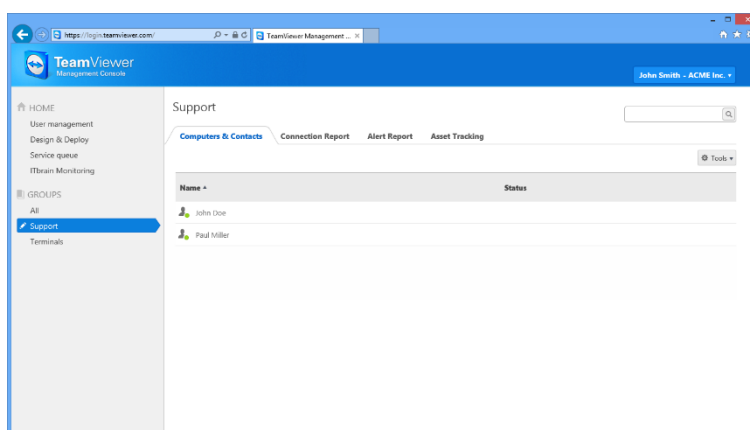 https://login.teamviewer.com/
TeamViewer Management ...
TeamViewer
Management Console
John Smith - ACME Inc.
HOME
User management
Design & Deploy
Service queue
ITbrain Monitoring
GROUPS
All
Support
Terminals
Support
Computers & Contacts Connection Report Alert Report Asset Tracking
Tools
Name Status
John Doe
Paul Miller